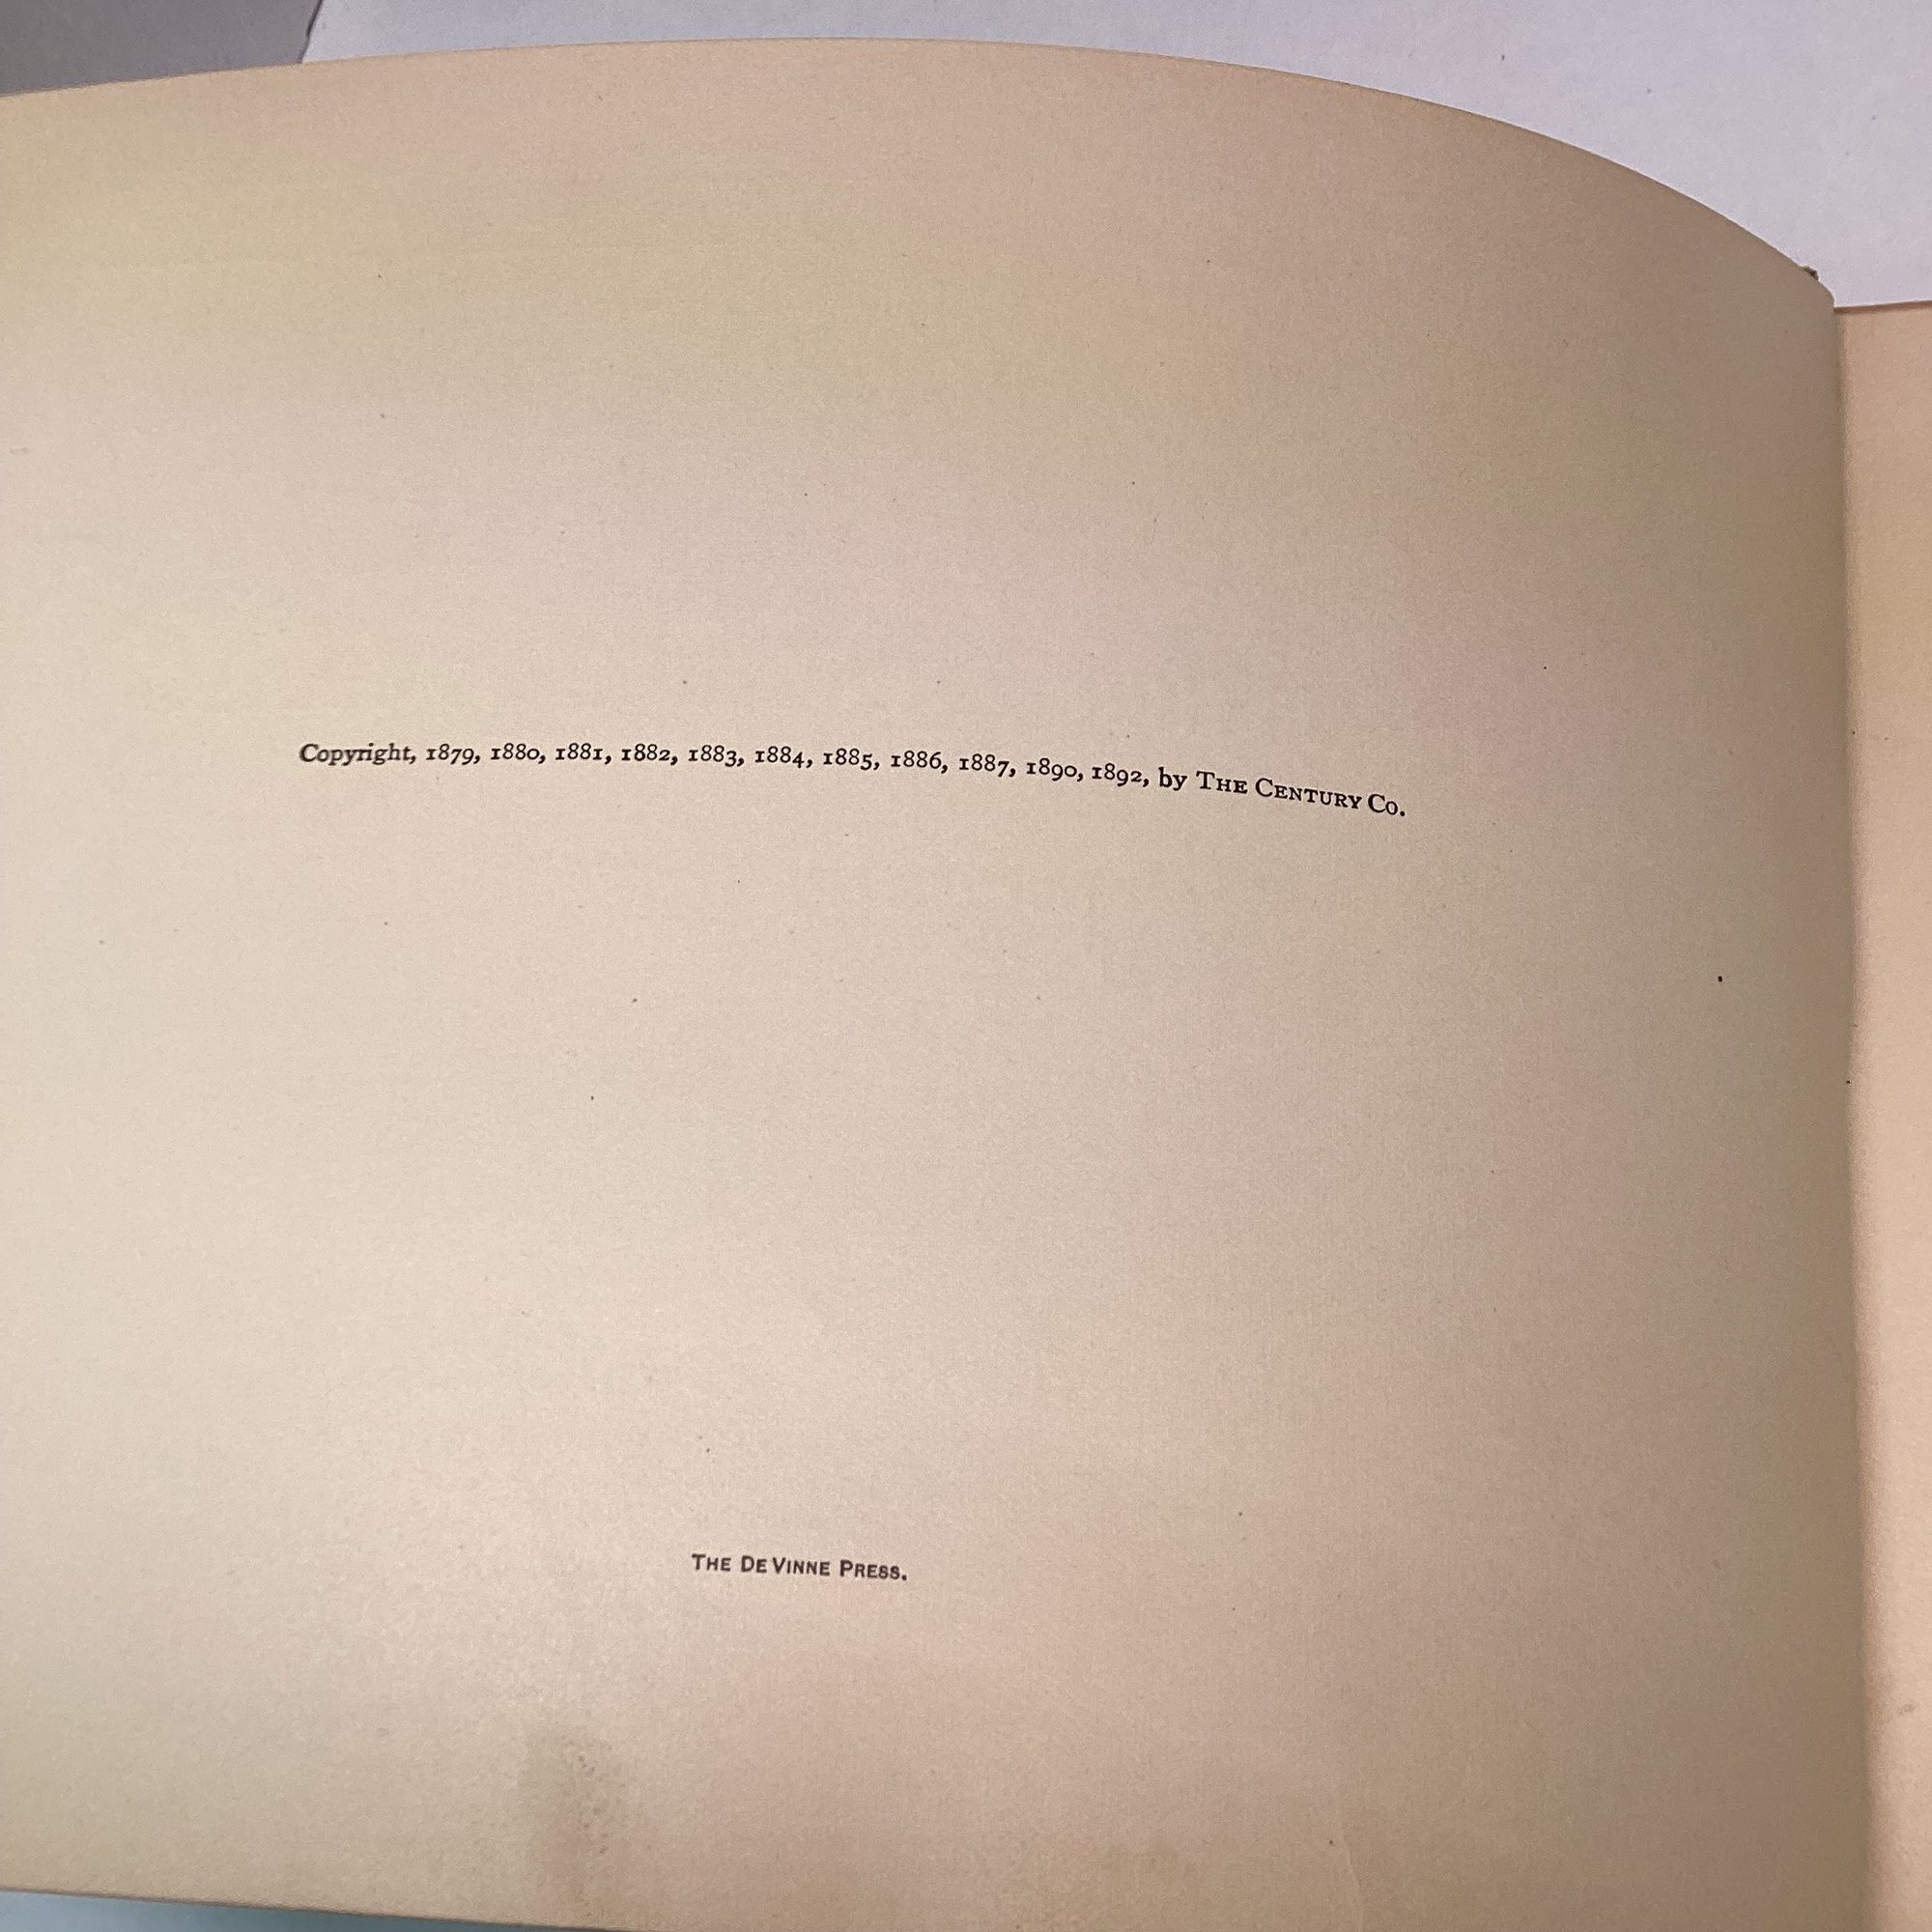 Copyright, 1879, 1880, 1881, 1882, 1883, 1884, 1885, 1886, 1887, 1890, 1892, by THE CENTURY CO.
THE DE VINNE PRESS.